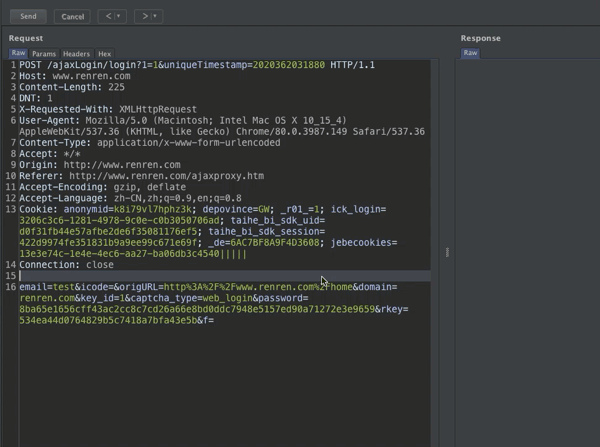 Send Cancel < >
Request Response
Raw Params Headers Hex Raw
1 POST /ajaxLogin/login?1=1&uniqueTimestamp=2020362031880 HTTP/1.1
2 Host: www.renren.com
3 Content-Length: 225
4 DNT: 1
5 X-Requested-With: XMLHttpRequest
6 User-Agent: Mozilla/5.0 (Macintosh; Intel Mac OS X 10_15_4)
AppleWebKit/537.36 (KHTML, like Gecko) Chrome/80.0.3987.149 Safari/537.36
7 Content-Type: application/x-www-form-urlencoded
8 Accept: */*
9 Origin: http://www.renren.com
10 Referer: http://www.renren.com/ajaxproxy.htm
11 Accept-Encoding: gzip, deflate
12 Accept-Language: zh-CN,zh;q=0.9,en;q=0.8
13 Cookie: anonymid=k8i79vl7hphz3k; depovince=GW; _r01_=1; ick_login=
3206c3c6-1281-4978-9c0e-c0b3050706ad; taihe_bi_sdk_uid=
d0f31fb44e57afbe2de6f35081176ef5; taihe_bi_sdk_session=
422d9974fe351831b9a9ee99c671e69f; _de=6AC7BF8A9F4D3608; jebecookies=
13e3e74c-1e4e-4ec6-aa27-ba06db3c4540|||||
14 Connection: close
15
16 email=test&icode=&origURL=http%3A%2F%2Fwww.renren.com%2Fhome&domain=
renren.com&key_id=1&captcha_type=web_login&password=
8ba65e1656cff43ac2cc8c7cd26a66e8bd0ddc7948e5157ed90a71272e3e9659&rkey=
534ea44d0764829b5c7418a7bfa43e5b&f=